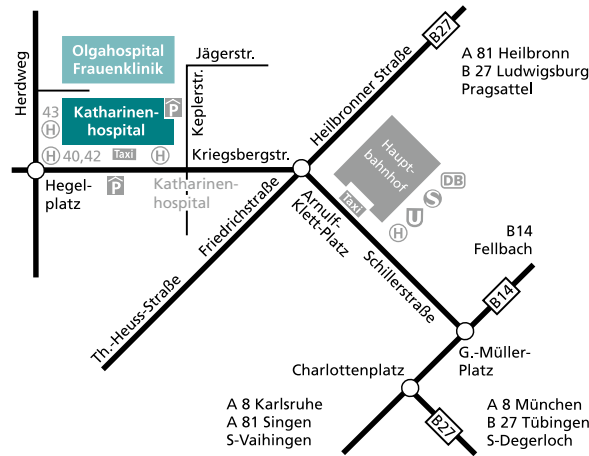 B27
Olgahospital
Frauenklinik
Jägerstr.
A 81 Heilbronn
B 27 Ludwigsburg
Pragsattel
Herdweg
Keplerstr.
Heilbronner Straße
Katharinen-
hospital
P
43
H
H 40,42 Taxi H
Kriegsbergstr.
Haupt-
bahnhof
Taxi
H U S DB
Hegel-
platz
P
Katharinen-
hospital
Friedrichstraße
Arnulf-
Klett-Platz
B14
Fellbach
Schillerstraße
B14
Th.-Heuss-Straße
G.-Müller-
Platz
Charlottenplatz
A 8 Karlsruhe
A 81 Singen
S-Vaihingen
B27
A 8 München
B 27 Tübingen
S-Degerloch